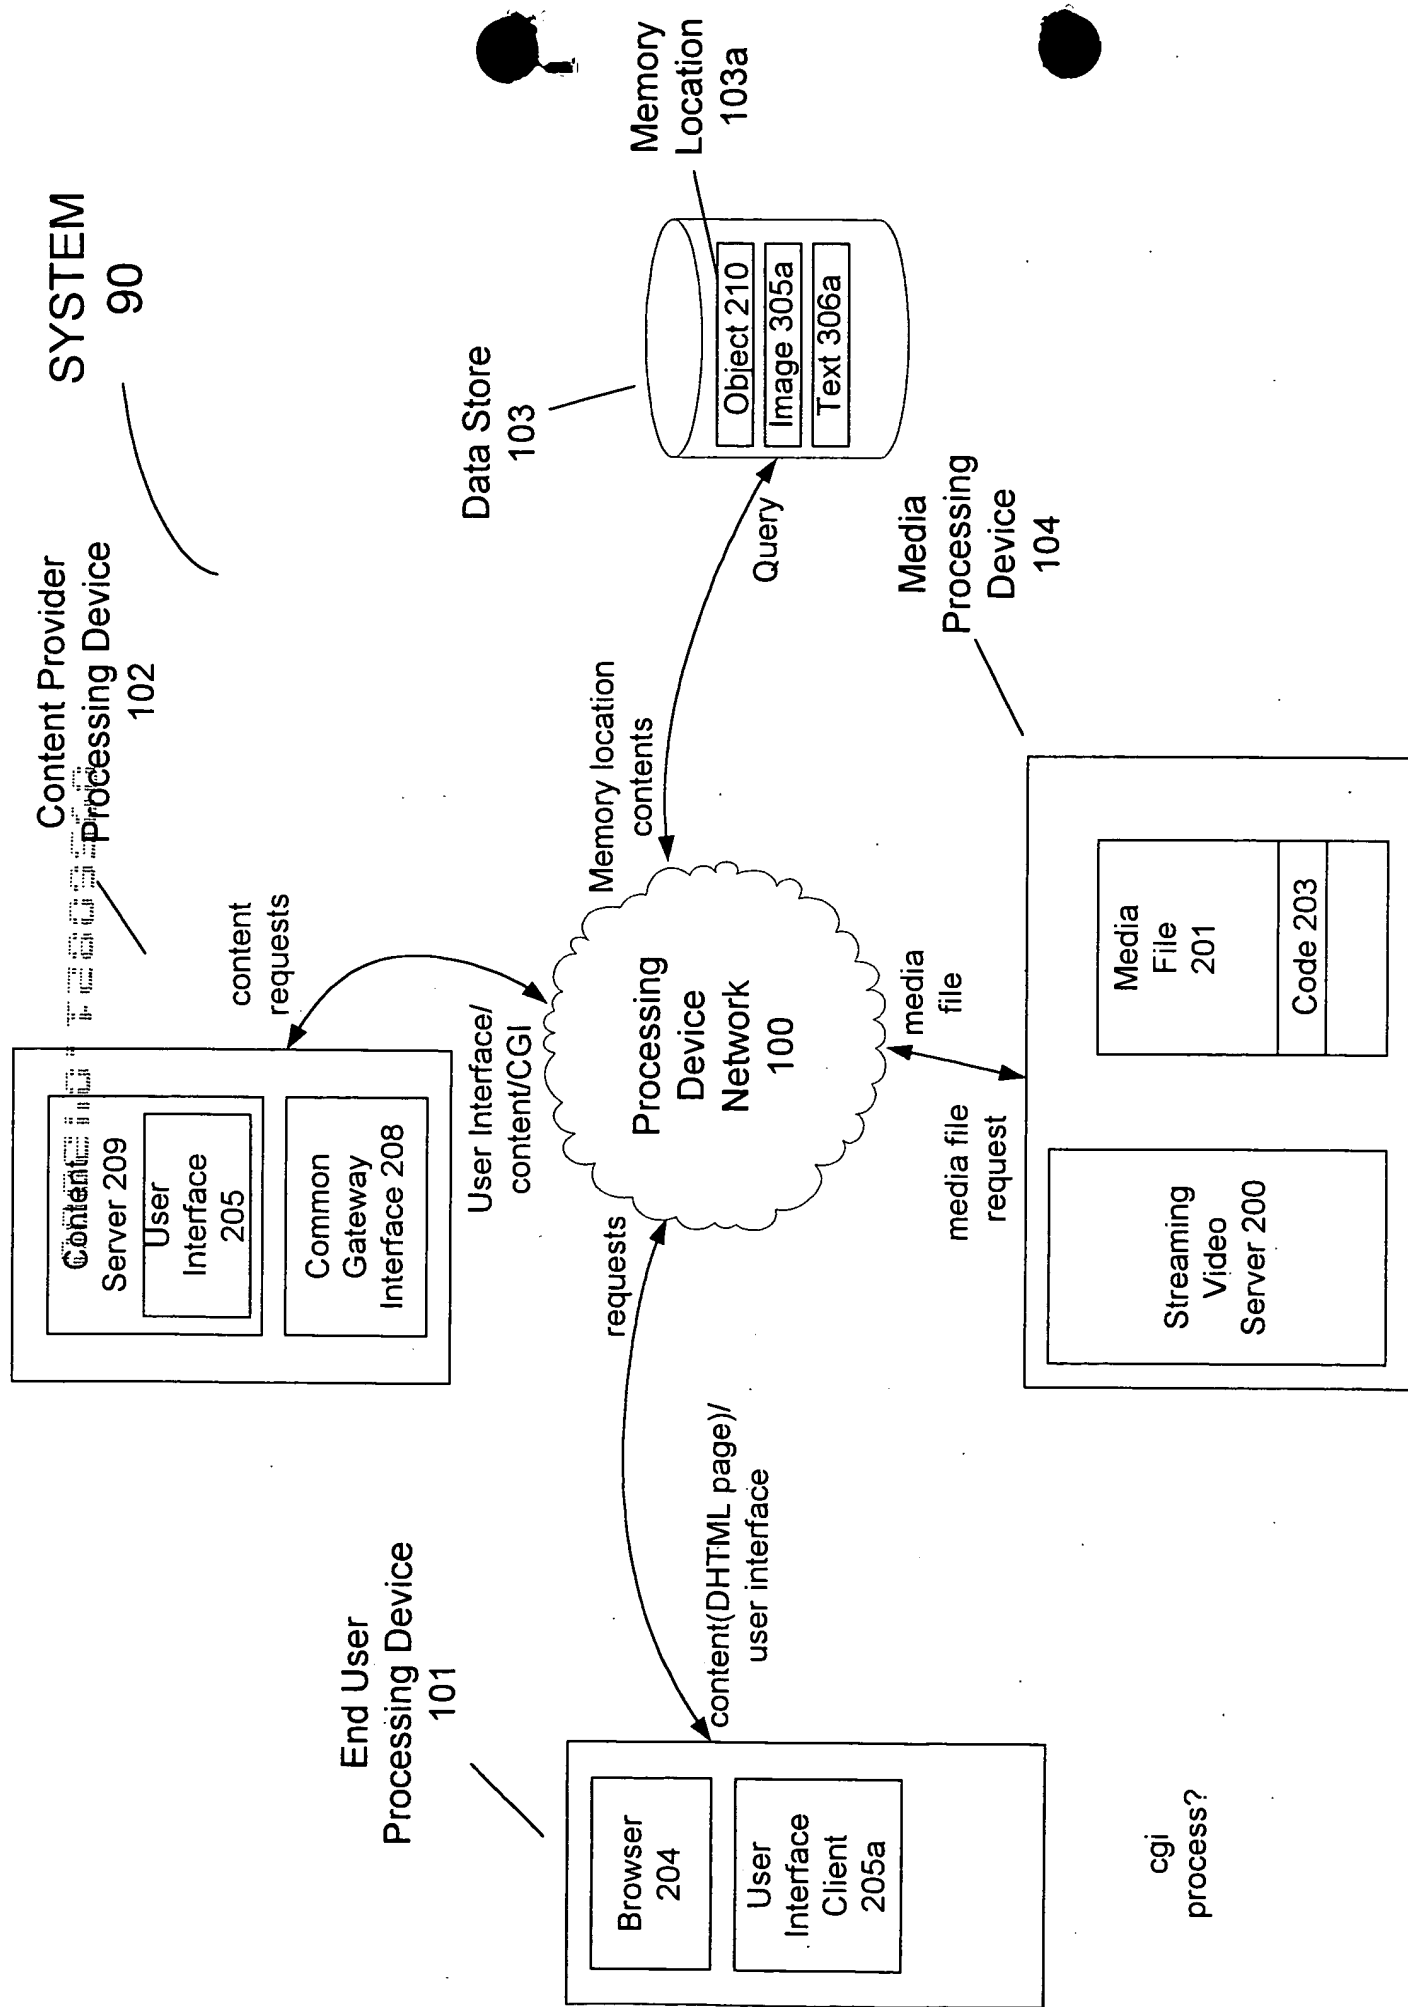 SYSTEM
90
Content Provider
Processing Device
102
Content
Server 209
User
Interface
205
Common
Gateway
Interface 208
content
requests
User Interface/
content/CGI
End User
Processing Device
101
Browser
204
User
Interface
Client
205a
requests
content(DHTML page)/
user interface
Processing
Device
Network
100
Memory location
contents
Query
Data Store
103
Memory
Location
103a
Object 210
Image 305a
Text 306a
media
file
media file
request
Media
Processing
Device
104
Streaming
Video
Server 200
Media
File
201
Code 203
cgi
process?